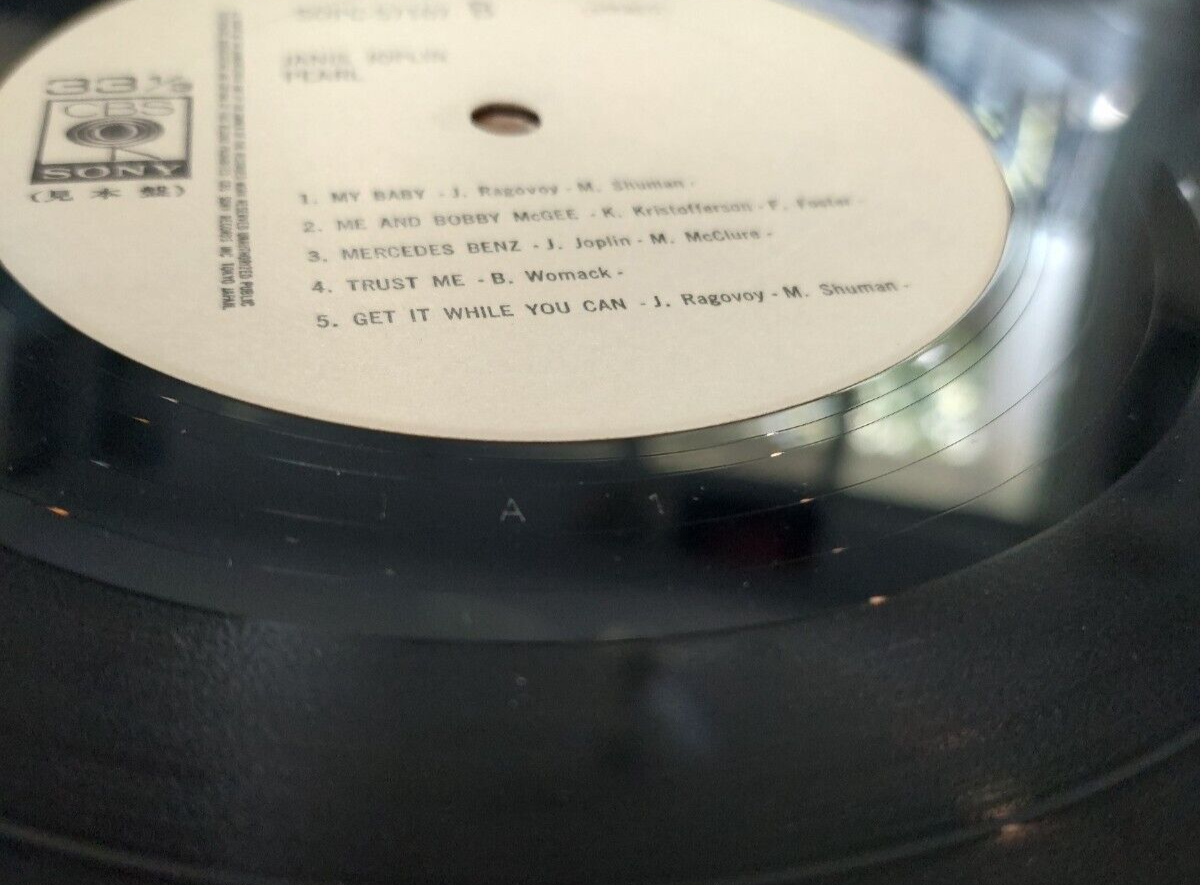 B
JANIS JOPLIN
PEARL
33⅓
CBS
SONY
(見本盤)
1. MY BABY - J. Ragovoy - M. Shuman -
2. ME AND BOBBY McGEE - K. Kristofferson - F. Foster -
3. MERCEDES BENZ - J. Joplin - M. McClure -
4. TRUST ME - B. Womack -
5. GET IT WHILE YOU CAN - J. Ragovoy - M. Shuman -
A 1